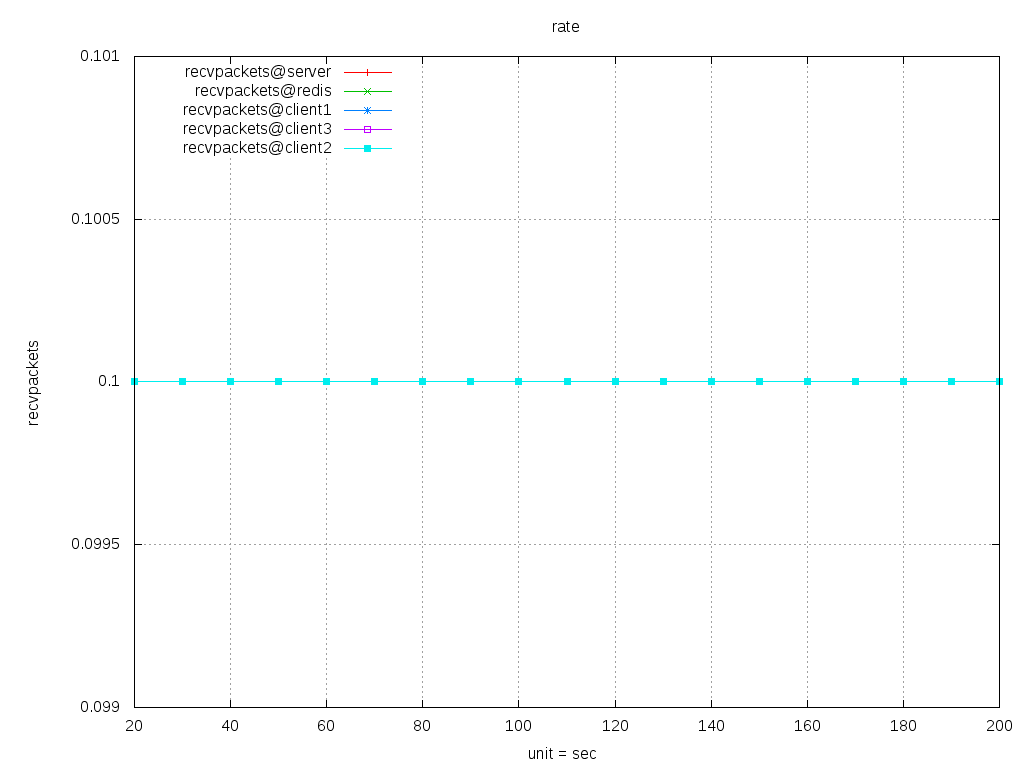 rate
0.101
recvpackets@server
recvpackets@redis
recvpackets@client1
recvpackets@client3
recvpackets@client2
0.1005
recvpackets
0.1
0.0995
0.099
20 40 60 80 100 120 140 160 180 200
unit = sec